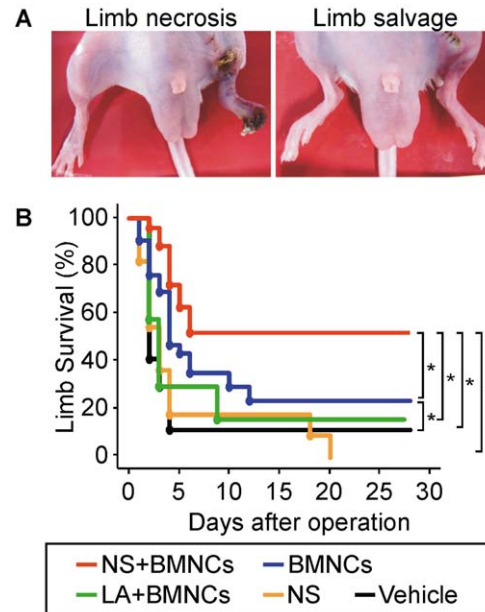 A
Limb necrosis
Limb salvage
B
Limb Survival (%)
100
80
60
40
20
0
*
*
*
*
0 5 10 15 20 25 30
Days after operation
NS+BMNCs BMNCs
LA+BMNCs NS Vehicle